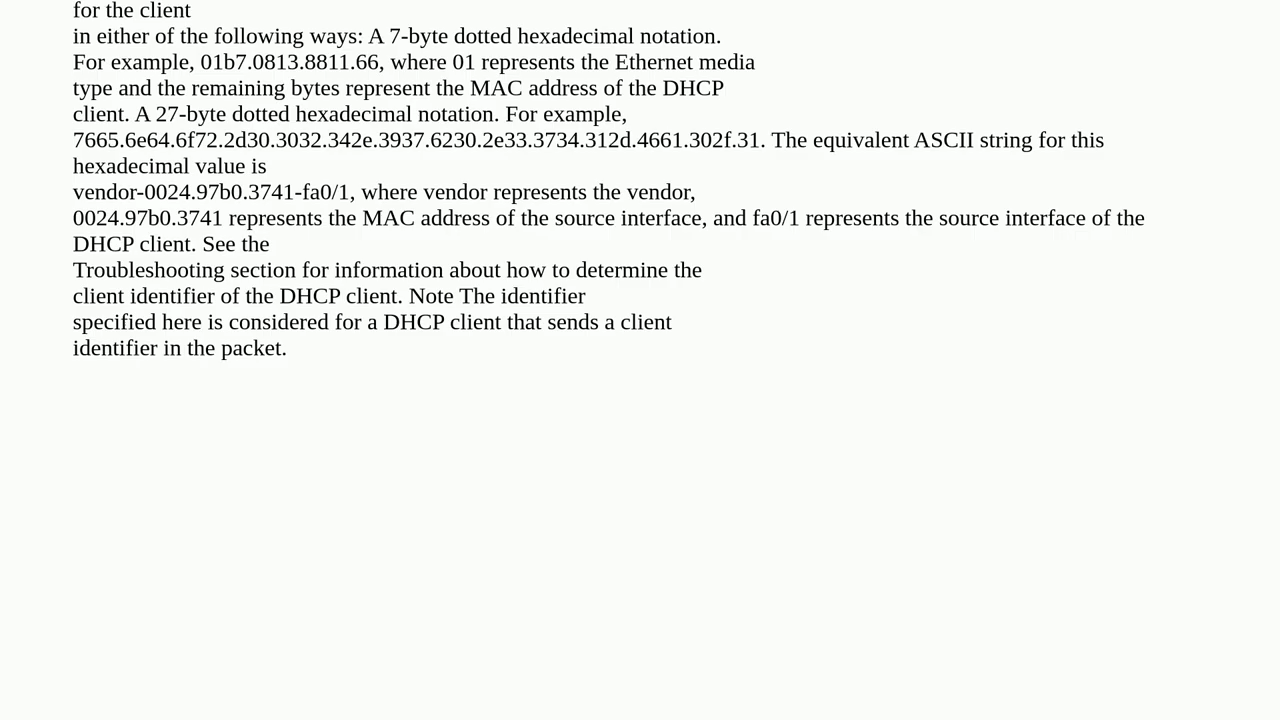 for the client
in either of the following ways: A 7-byte dotted hexadecimal notation.
For example, 01b7.0813.8811.66, where 01 represents the Ethernet media
type and the remaining bytes represent the MAC address of the DHCP
client. A 27-byte dotted hexadecimal notation. For example,
7665.6e64.6f72.2d30.3032.342e.3937.6230.2e33.3734.312d.4661.302f.31. The equivalent ASCII string for this
hexadecimal value is
vendor-0024.97b0.3741-fa0/1, where vendor represents the vendor,
0024.97b0.3741 represents the MAC address of the source interface, and fa0/1 represents the source interface of the
DHCP client. See the
Troubleshooting section for information about how to determine the
client identifier of the DHCP client. Note The identifier
specified here is considered for a DHCP client that sends a client
identifier in the packet.